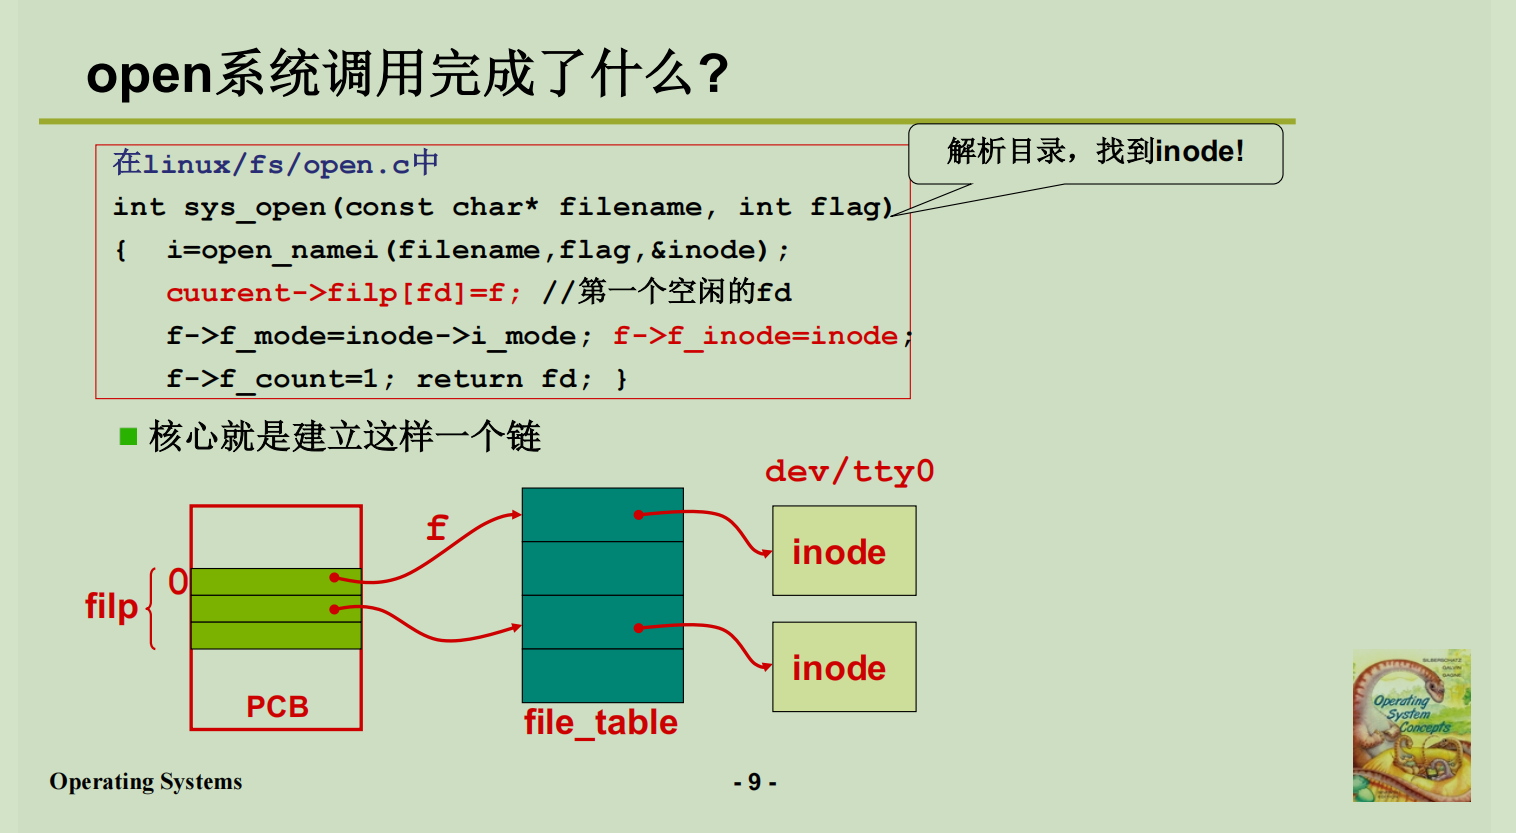 open系统调用完成了什么?
解析目录，找到inode!
在linux/fs/open.c中
int sys_open(const char* filename, int flag)
{ i=open_namei(filename,flag,&inode);
cuurent->filp[fd]=f; //第一个空闲的fd
f->f_mode=inode->i_mode; f->f_inode=inode;
f->f_count=1; return fd; }
核心就是建立这样一个链
dev/tty0
f
inode
0
filp
inode
PCB
file_table
SILBERSCHATZ
GALVIN
GAGNE
Operating
System
Concepts
Operating Systems
- 9 -